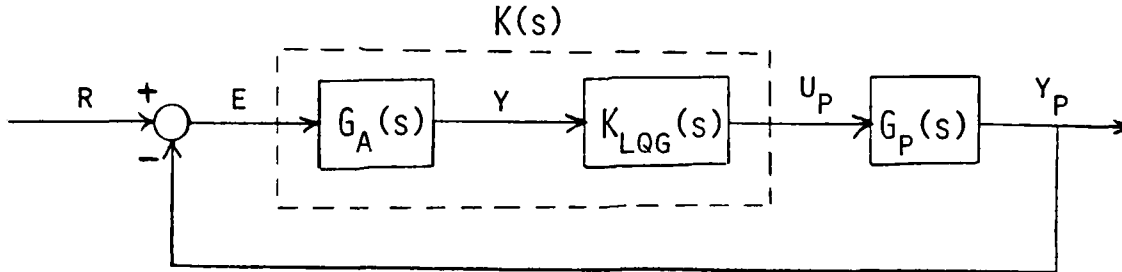 K(s)
R
+
−
E
G_A(s)
Y
K_LQG(s)
U_P
G_P(s)
Y_P